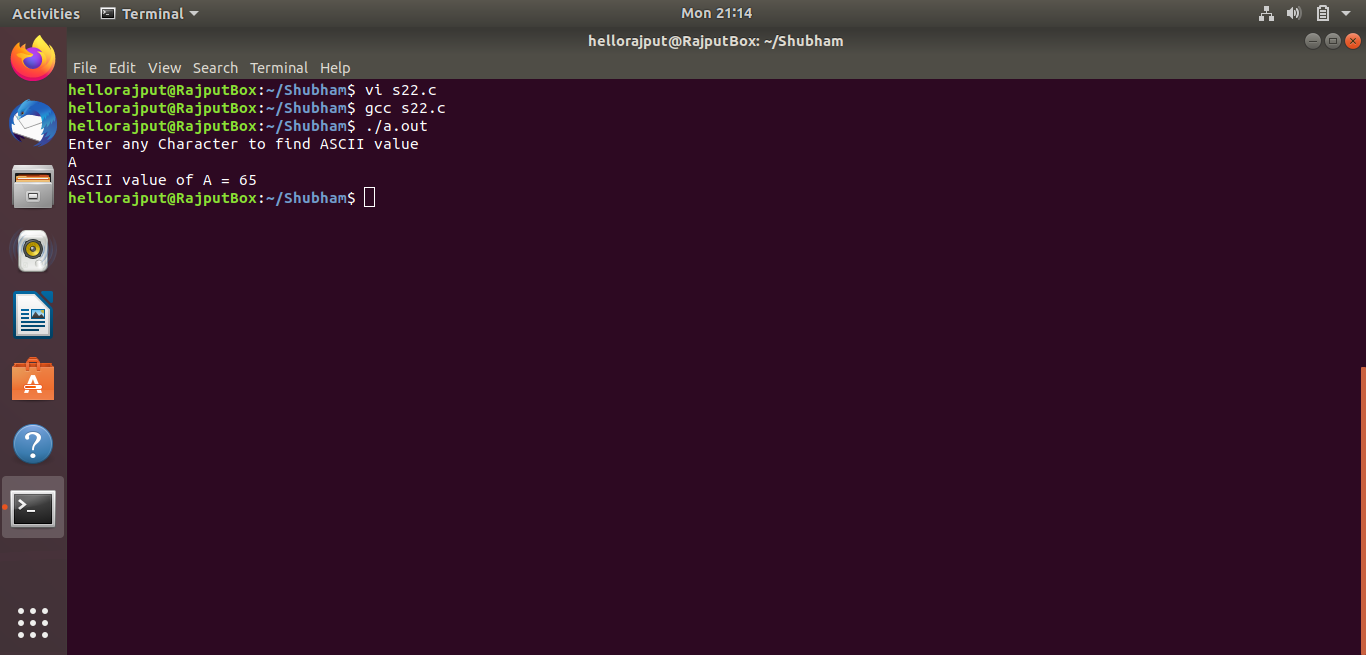 Activities Terminal Mon 21:14
hellorajput@RajputBox: ~/Shubham
File Edit View Search Terminal Help
hellorajput@RajputBox:~/Shubham$ vi s22.c
hellorajput@RajputBox:~/Shubham$ gcc s22.c
hellorajput@RajputBox:~/Shubham$ ./a.out
Enter any Character to find ASCII value
A
ASCII value of A = 65
hellorajput@RajputBox:~/Shubham$